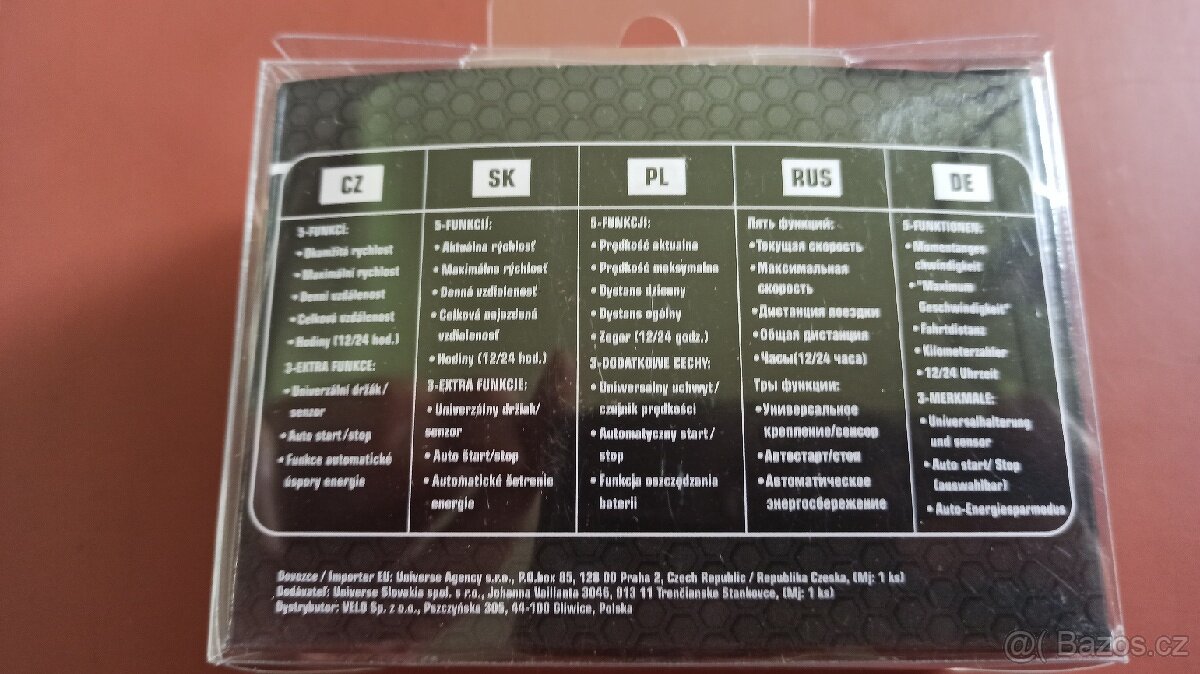 CZ
5-FUNKCÍ:
• Okamžitá rychlost
• Maximální rychlost
• Denní vzdálenost
• Celková vzdálenost
• Hodiny (12/24 hod.)
3-EXTRA FUNKCE:
• Univerzální držák/
senzor
• Auto start/stop
• Funkce automatické
úspory energie
SK
5-FUNKCIÍ:
• Aktuálna rýchlosť
• Maximálna rýchlosť
• Denná vzdialenosť
• Celková najazdená
vzdialenosť
• Hodiny (12/24 hod.)
3-EXTRA FUNKCIE:
• Univerzálny držiak/
senzor
• Auto štart/stop
• Automatické šetrenie
energie
PL
5-FUNKCJI:
• Prędkość aktualna
• Prędkość maksymalna
• Dystans dzienny
• Dystans ogólny
• Zegar (12/24 godz.)
3-DODATKOWE CECHY:
• Uniwersalny uchwyt/
czujnik prędkości
• Automatyczny start/
stop
• Funkcja oszczędzania
baterii
RUS
Пять функций:
• Текущая скорость
• Максимальная
скорость
• Дистанция поездки
• Общая дистанция
• Часы(12/24 часа)
Три функции:
• Универсальное
крепление/сенсор
• Автостарт/стоп
• Автоматическое
энергосбережение
DE
5-FUNKTIONEN:
• Momentanges
chwindigkeit
• "Maximum
Geschwindigkeit"
• Fahrtdistanz
• Kilometerzahler
• 12/24 Uhrzeit
3-MERKMALE:
• Universalhalterung
und sensor
• Auto start/ Stop
(auswahlbar)
• Auto-Energiesparmodus
Dovozce / Importer EU: Universe Agency s.r.o., P.O.box 85, 128 00 Praha 2, Czech Republic / Republika Czeska, (Mj: 1 ks)
Dodávateľ: Universe Slovakia spol. s r.o., Johanna Vaillanta 3046, 913 11 Trenčianske Stankovce, (Mj: 1 ks)
Dystrybutor: VELO Sp. z o.o., Pszczyńska 305, 44-100 Gliwice, Polska
@( Bazos.cz